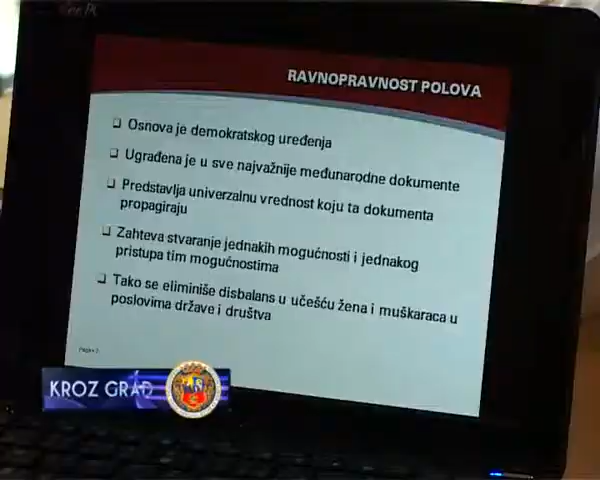 RAVNOPRAVNOST POLOVA
❑ Osnova je demokratskog uređenja
❑ Ugrađena je u sve najvažnije međunarodne dokumente
❑ Predstavlja univerzalnu vrednost koju ta dokumenta
propagiraju
❑ Zahteva stvaranje jednakih mogućnosti i jednakog
pristupa tim mogućnostima
❑ Tako se eliminiše disbalans u učešću žena i muškaraca u
poslovima države i društva
KROZ GRAD